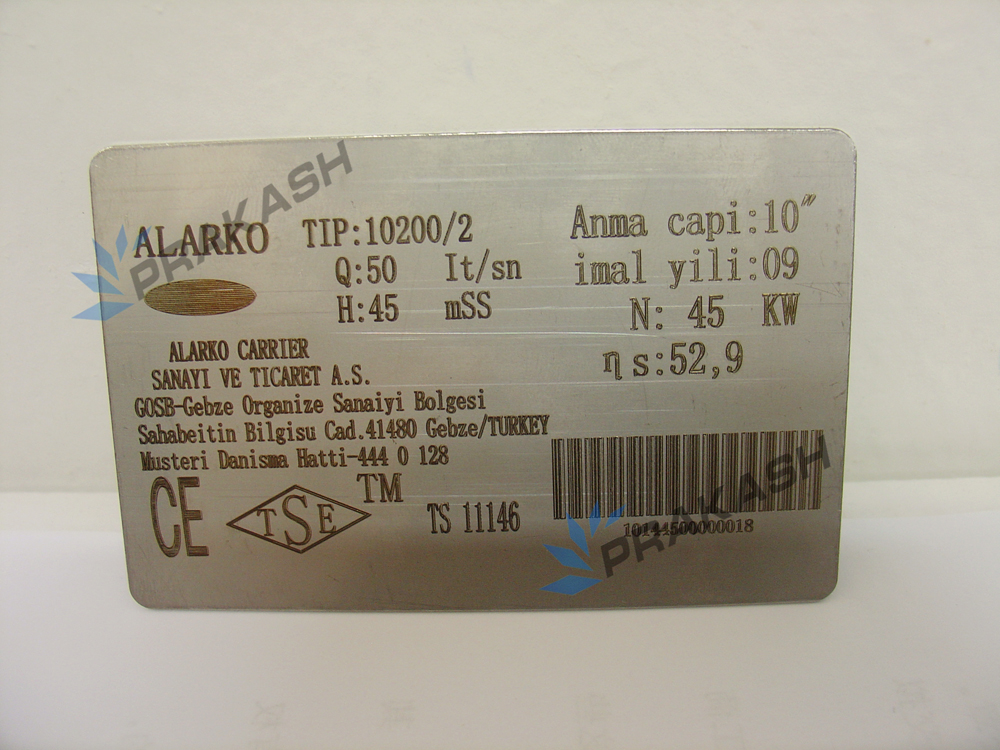 ALARKO TIP:10200/2 Anma capi:10"
Q:50 It/sn imal yili:09
H:45 mSS N: 45 KW
η s:52,9
ALARKO CARRIER
SANAYI VE TICARET A.S.
GOSB-Gebze Organize Sanaiyi Bolgesi
Sahabeitin Bilgisu Cad.41480 Gebze/TURKEY
Musteri Danisma Hatti-444 0 128
CE TSE TM TS 11146
10144500000018
PRAKASH
PRAKASH